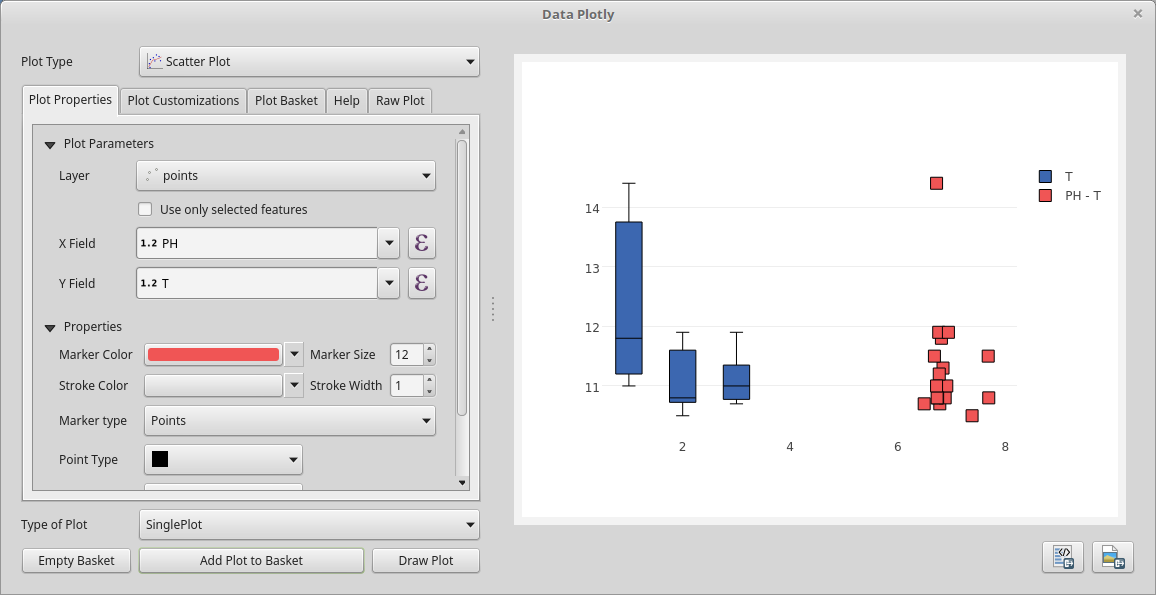 Data Plotly
Plot Type
Scatter Plot
Plot Properties
Plot Customizations
Plot Basket
Help
Raw Plot
Plot Parameters
Layer
points
Use only selected features
X Field
1.2 PH
ε
Y Field
1.2 T
ε
Properties
Marker Color
Marker Size
12
Stroke Color
Stroke Width
1
Marker type
Points
Point Type
Type of Plot
SinglePlot
Empty Basket
Add Plot to Basket
Draw Plot
T
PH - T
14
13
12
11
2
4
6
8